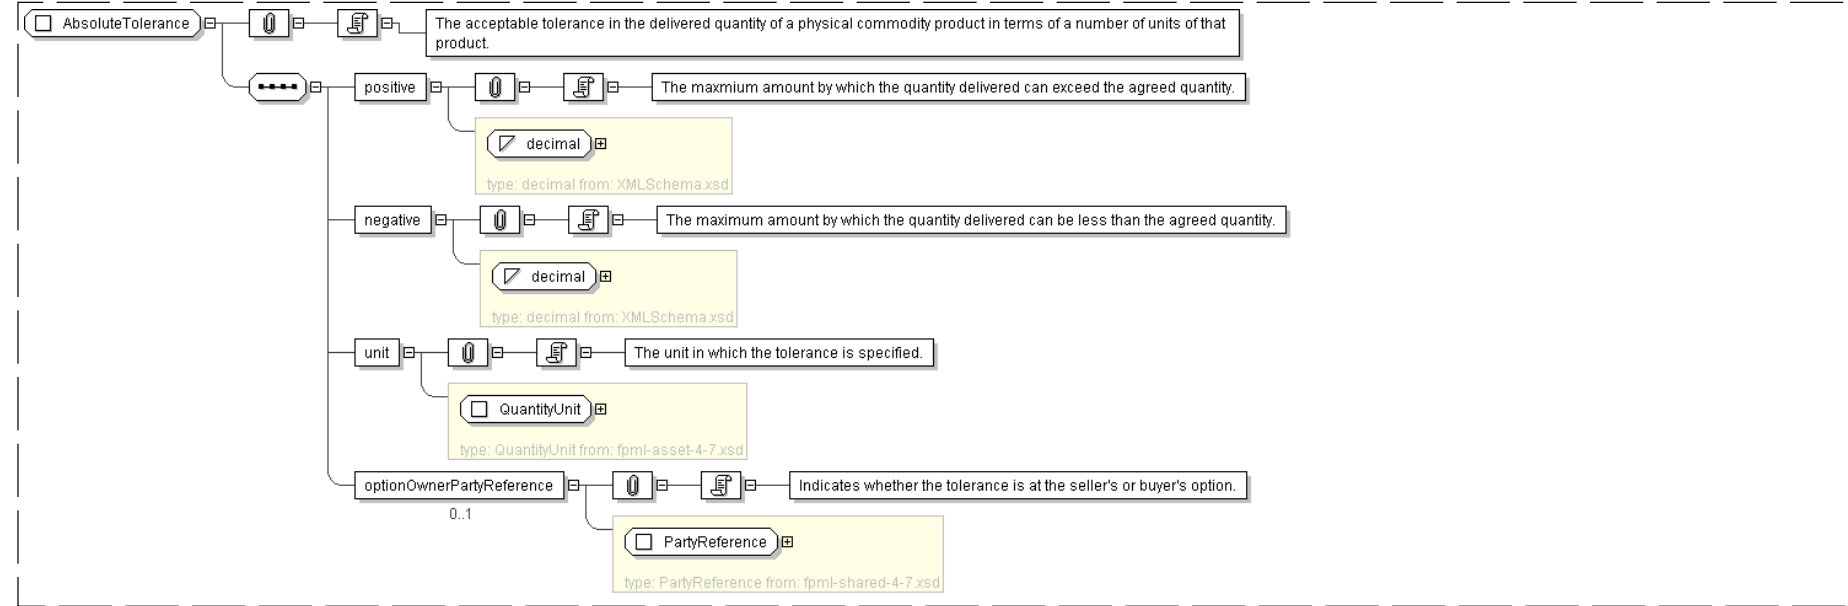 AbsoluteTolerance
The acceptable tolerance in the delivered quantity of a physical commodity product in terms of a number of units of that
product.
positive
The maxmium amount by which the quantity delivered can exceed the agreed quantity.
decimal
type: decimal from: XMLSchema.xsd
negative
The maximum amount by which the quantity delivered can be less than the agreed quantity.
decimal
type: decimal from: XMLSchema.xsd
unit
The unit in which the tolerance is specified.
QuantityUnit
type: QuantityUnit from: fpml-asset-4-7.xsd
optionOwnerPartyReference
Indicates whether the tolerance is at the seller's or buyer's option.
0..1
PartyReference
type: PartyReference from: fpml-shared-4-7.xsd